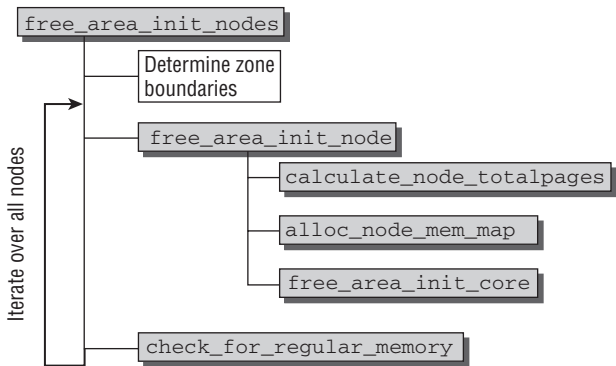 free_area_init_nodes
Determine zone
boundaries
Iterate over all nodes
free_area_init_node
calculate_node_totalpages
alloc_node_mem_map
free_area_init_core
check_for_regular_memory